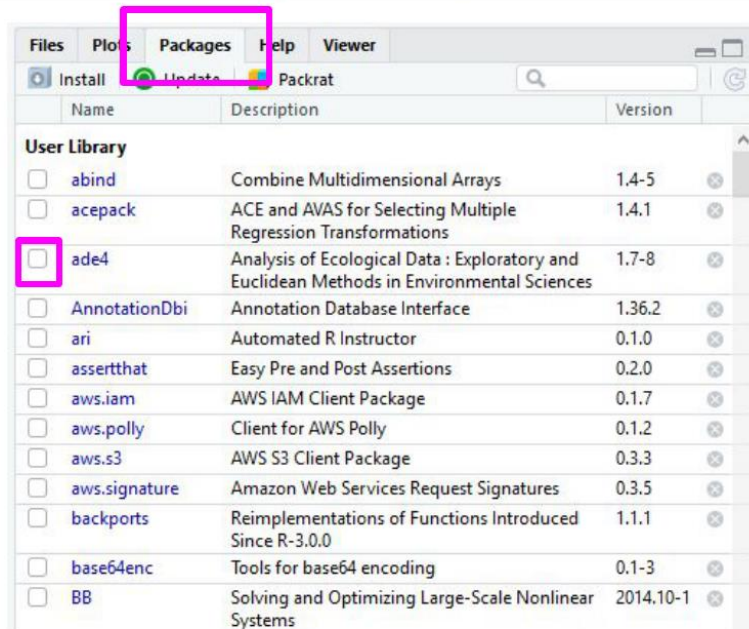 Files Plots Packages Help Viewer
Install Update Packrat
Name Description Version
User Library
abind Combine Multidimensional Arrays 1.4-5
acepack ACE and AVAS for Selecting Multiple 1.4.1
Regression Transformations
ade4 Analysis of Ecological Data : Exploratory and 1.7-8
Euclidean Methods in Environmental Sciences
AnnotationDbi Annotation Database Interface 1.36.2
ari Automated R Instructor 0.1.0
assertthat Easy Pre and Post Assertions 0.2.0
aws.iam AWS IAM Client Package 0.1.7
aws.polly Client for AWS Polly 0.1.2
aws.s3 AWS S3 Client Package 0.3.3
aws.signature Amazon Web Services Request Signatures 0.3.5
backports Reimplementations of Functions Introduced 1.1.1
Since R-3.0.0
base64enc Tools for base64 encoding 0.1-3
BB Solving and Optimizing Large-Scale Nonlinear 2014.10-1
Systems